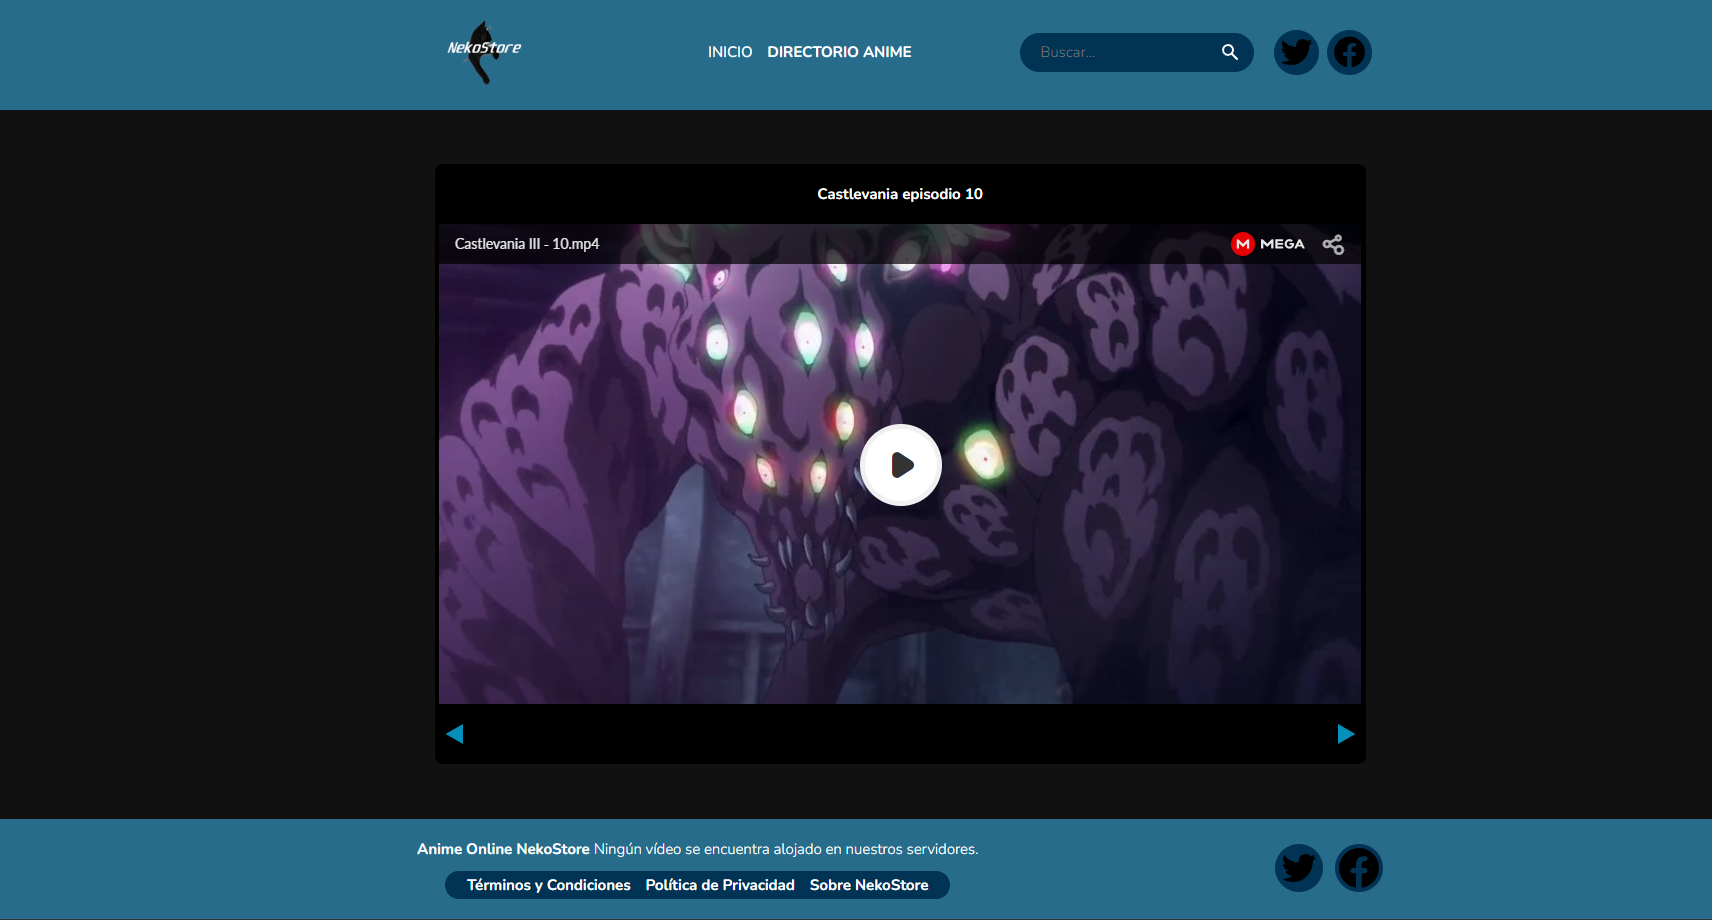 NekoStore
INICIO DIRECTORIO ANIME
Buscar...
Castlevania episodio 10
Castlevania III - 10.mp4
M MEGA
Anime Online NekoStore Ningún vídeo se encuentra alojado en nuestros servidores.
Términos y Condiciones Política de Privacidad Sobre NekoStore